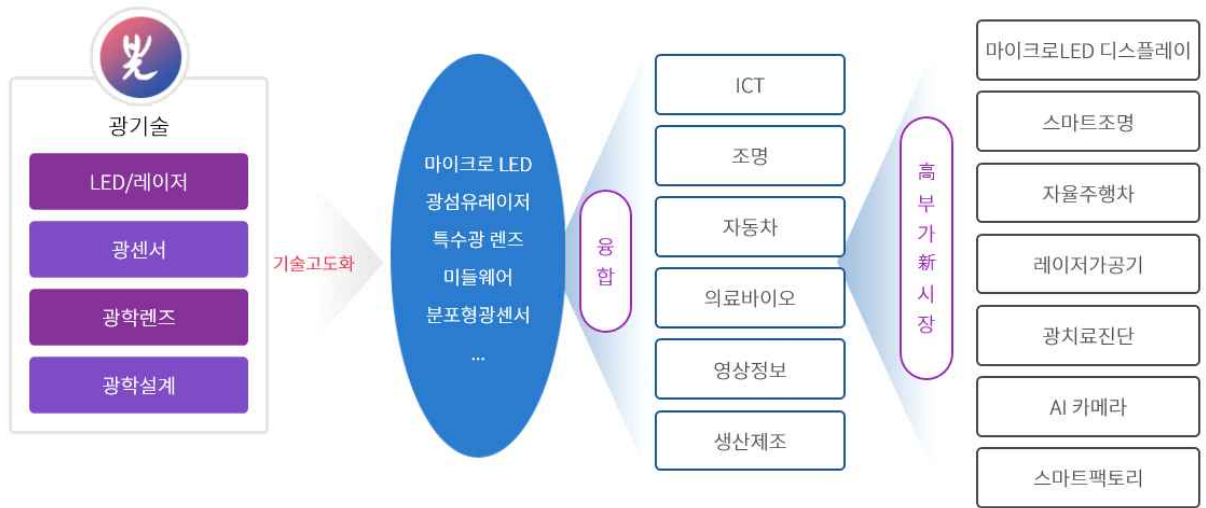 光
광기술
LED/레이저
광센서
광학렌즈
광학설계
기술고도화
마이크로 LED
광섬유레이저
특수광 렌즈
미들웨어
분포형광센서
...
융
합
ICT
조명
자동차
의료바이오
영상정보
생산제조
高
부
가
新
시
장
마이크로LED 디스플레이
스마트조명
자율주행차
레이저가공기
광치료진단
AI 카메라
스마트팩토리